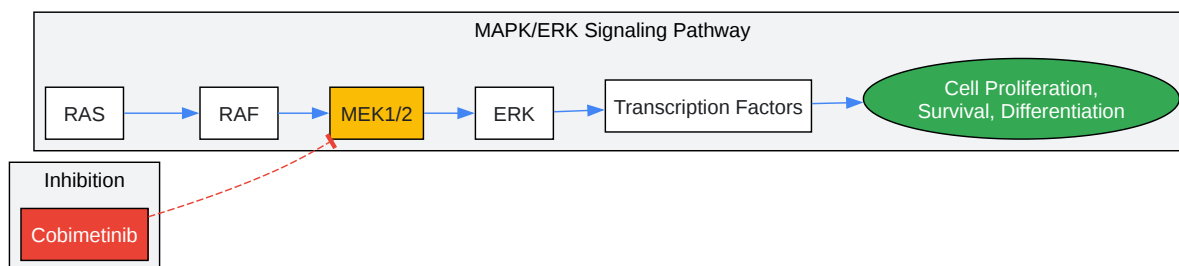 MAPK/ERK Signaling Pathway
RAS
RAF
MEK1/2
ERK
Transcription Factors
Cell Proliferation,
Survival, Differentiation
Inhibition
Cobimetinib